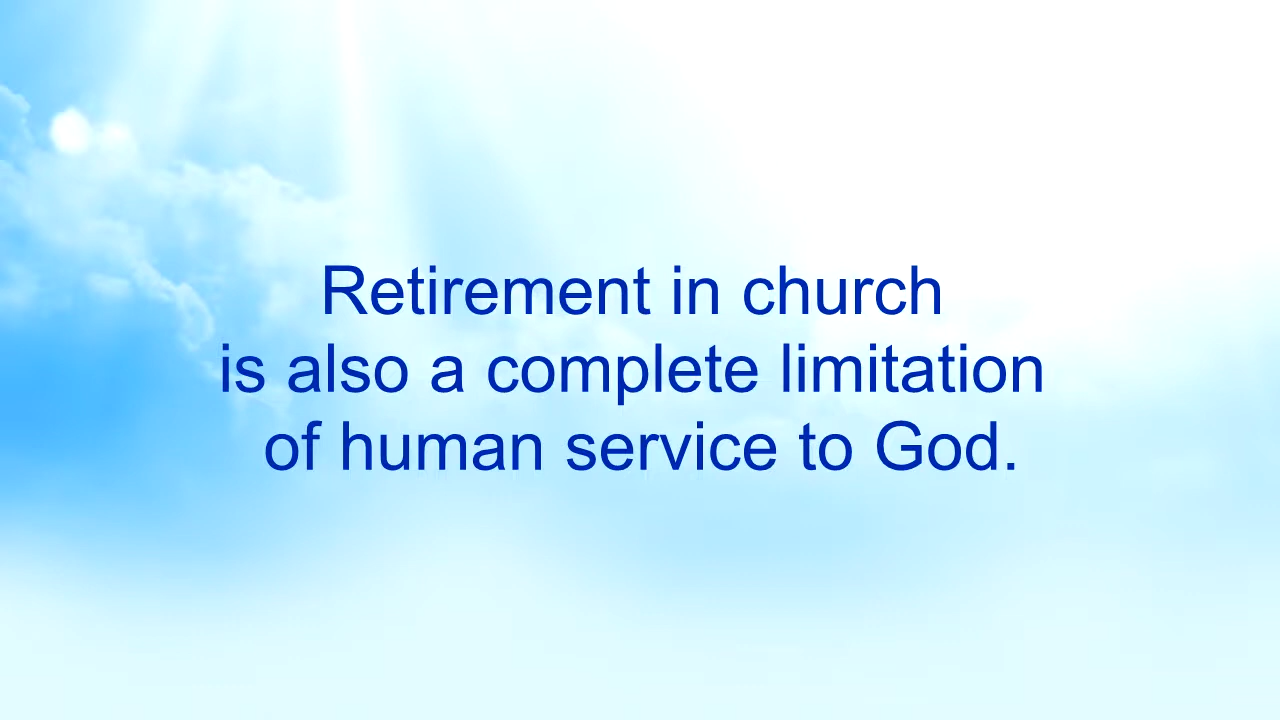 Retirement in church
is also a complete limitation
of human service to God.